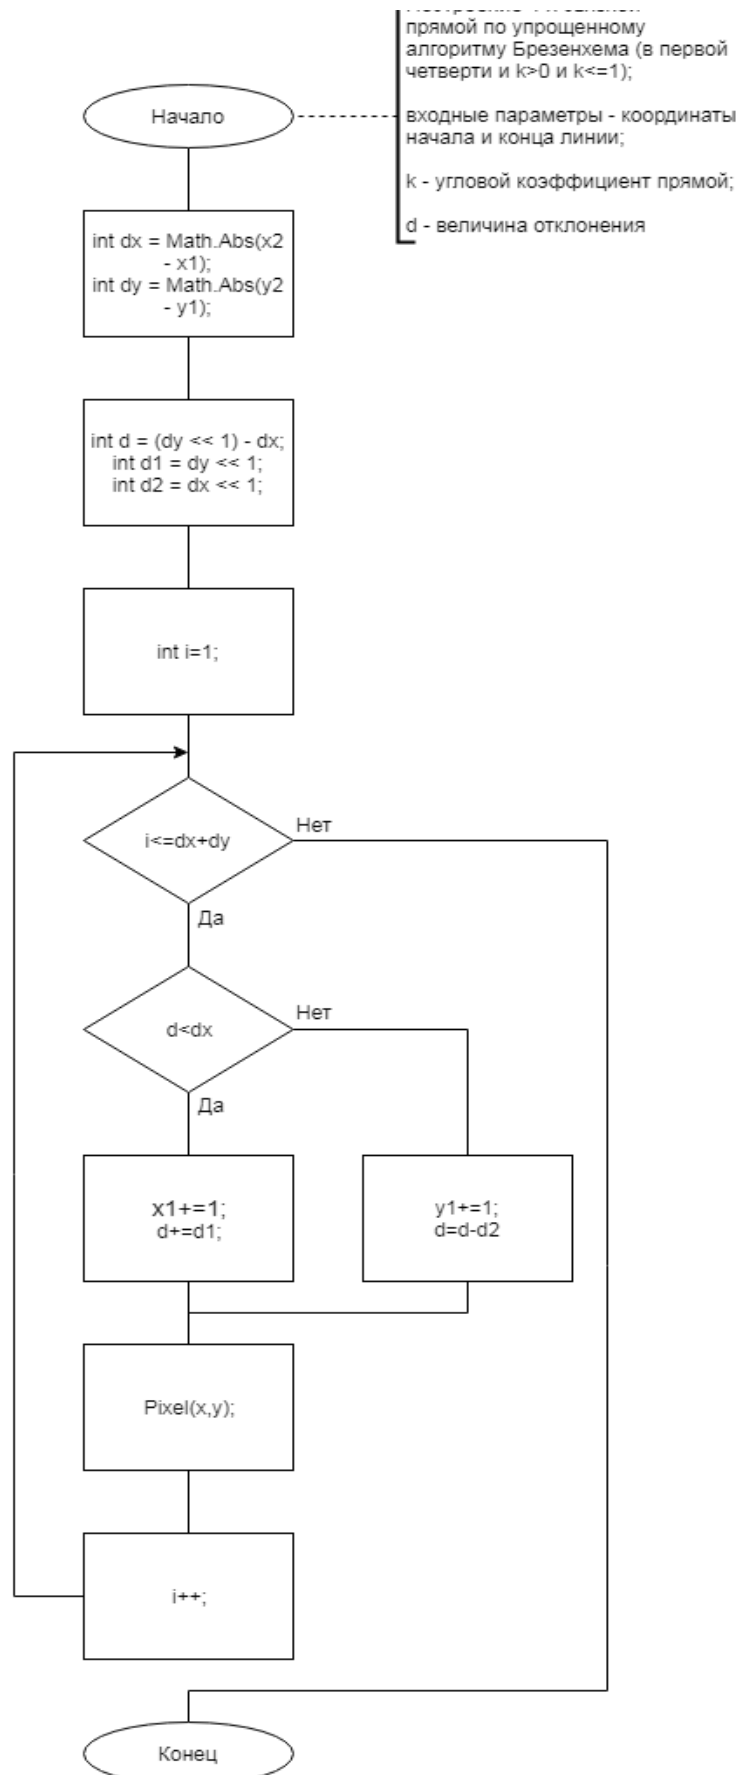 прямой по упрощенному
алгоритму Брезенхема (в первой
четверти и k>0 и k<=1);
входные параметры - координаты
начала и конца линии;
k - угловой коэффициент прямой;
d - величина отклонения
Начало
int dx = Math.Abs(x2
- x1);
int dy = Math.Abs(y2
- y1);
int d = (dy << 1) - dx;
int d1 = dy << 1;
int d2 = dx << 1;
int i=1;
i<=dx+dy
Нет
Да
d<dx
Нет
Да
x1+=1;
d+=d1;
y1+=1;
d=d-d2
Pixel(x,y);
i++;
Конец